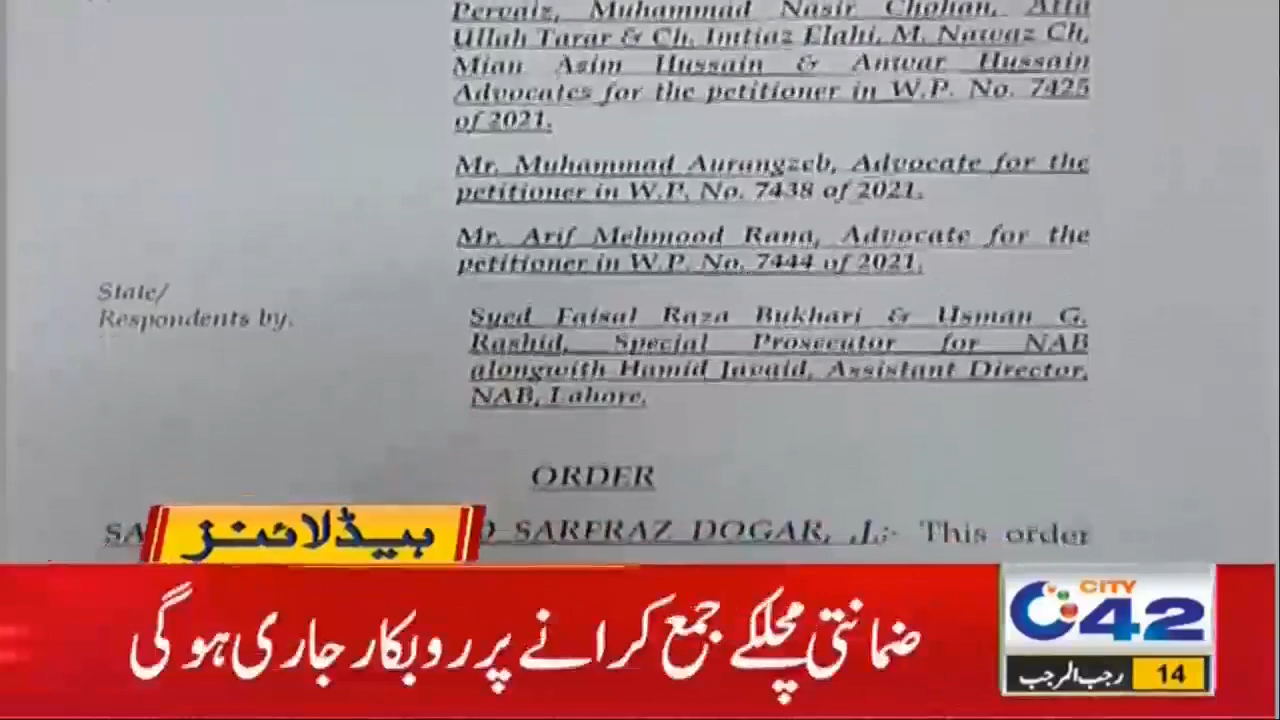 Pervaiz, Muhammad Nasir Chohan, Atta
Ullah Tarar & Ch. Imtiaz Elahi, M. Nawaz Ch,
Mian Asim Hussain & Anwar Hussain
Advocates for the petitioner in W.P. No. 7425
of 2021.
Mr. Muhammad Aurangzeb, Advocate for the
petitioner in W.P. No. 7438 of 2021.
Mr. Arif Mehmood Rana, Advocate for the
petitioner in W.P. No. 7444 of 2021.
State/
Respondents by.
Syed Faisal Raza Bukhari & Usman G.
Rashid, Special Prosecutor for NAB
alongwith Hamid Javaid, Assistant Director,
NAB, Lahore.
ORDER
SARFRAZ DOGAR, J.:- This order
ہیڈلائنز
ضمانتی مچلکے جمع کرانے پر روبکار جاری ہوگی
CITY
42
14 رجب المرجب